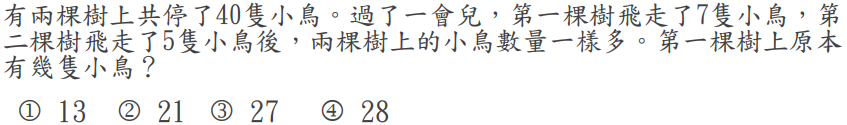 有兩棵樹上共停了40隻小鳥。過了一會兒，第一棵樹飛走了7隻小鳥，第
二棵樹飛走了5隻小鳥後，兩棵樹上的小鳥數量一樣多。第一棵樹上原本
有幾隻小鳥？
① 13 ② 21 ③ 27 ④ 28